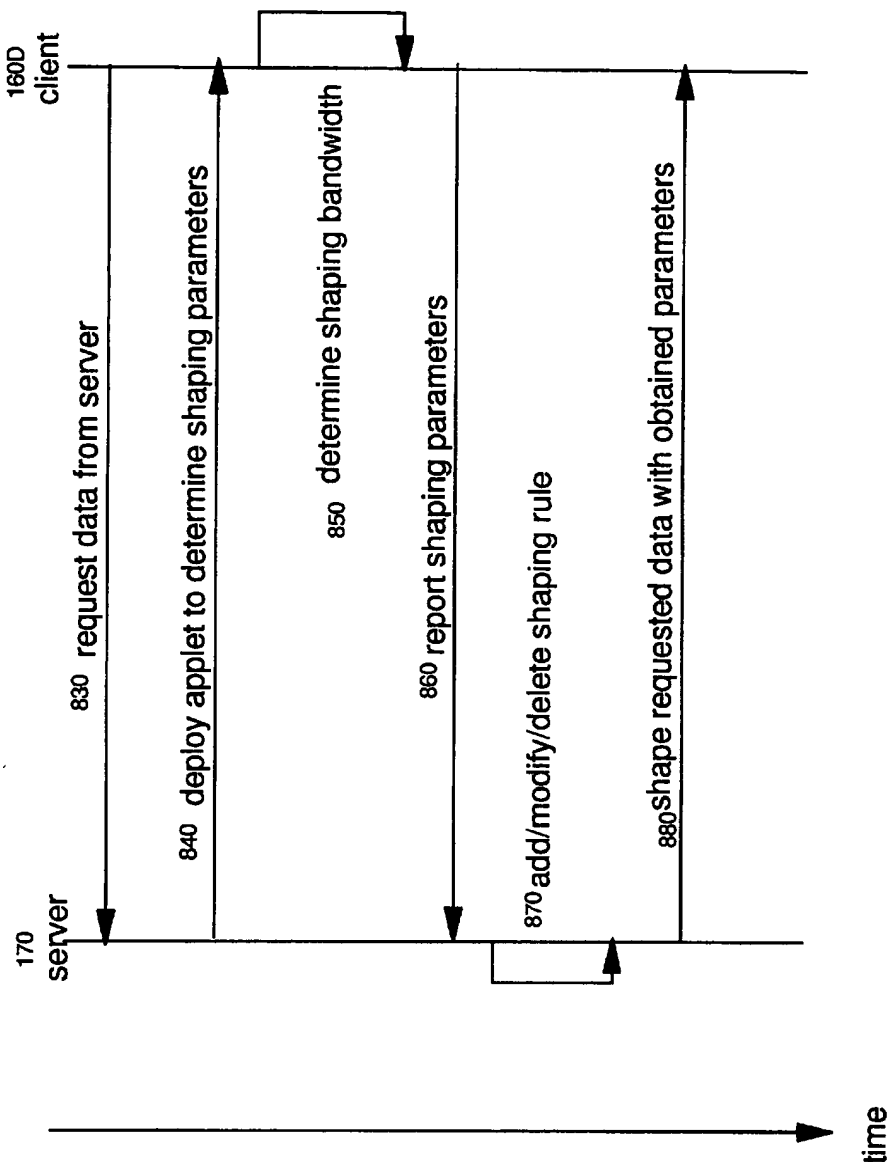 170
server
160D
client
830 request data from server
840 deploy applet to determine shaping parameters
850 determine shaping bandwidth
860 report shaping parameters
870 add/modify/delete shaping rule
880 shape requested data with obtained parameters
time